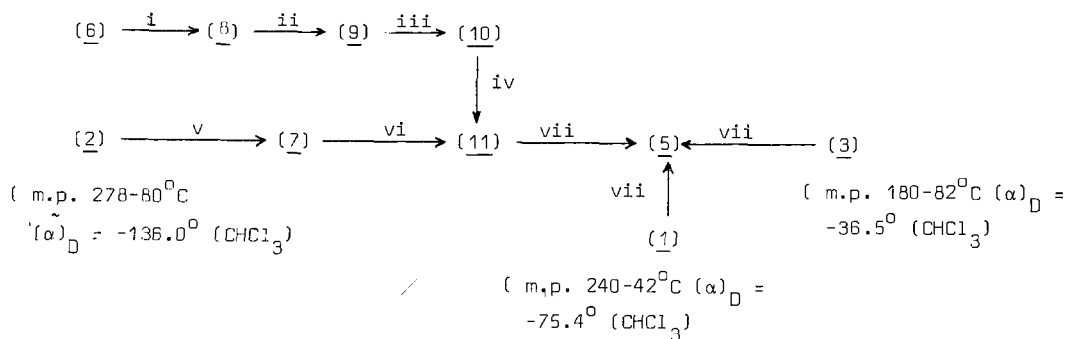 (6) i (8) ii (9) iii (10)
iv
(2) v (7) vi (11) vii (5) vii (3)
( m.p. 278-80°C
(α)D = -136.0° (CHCl3)
vii
( m.p. 180-82°C (α)D =
-36.5° (CHCl3)
(1)
( m.p. 240-42°C (α)D =
-75.4° (CHCl3)